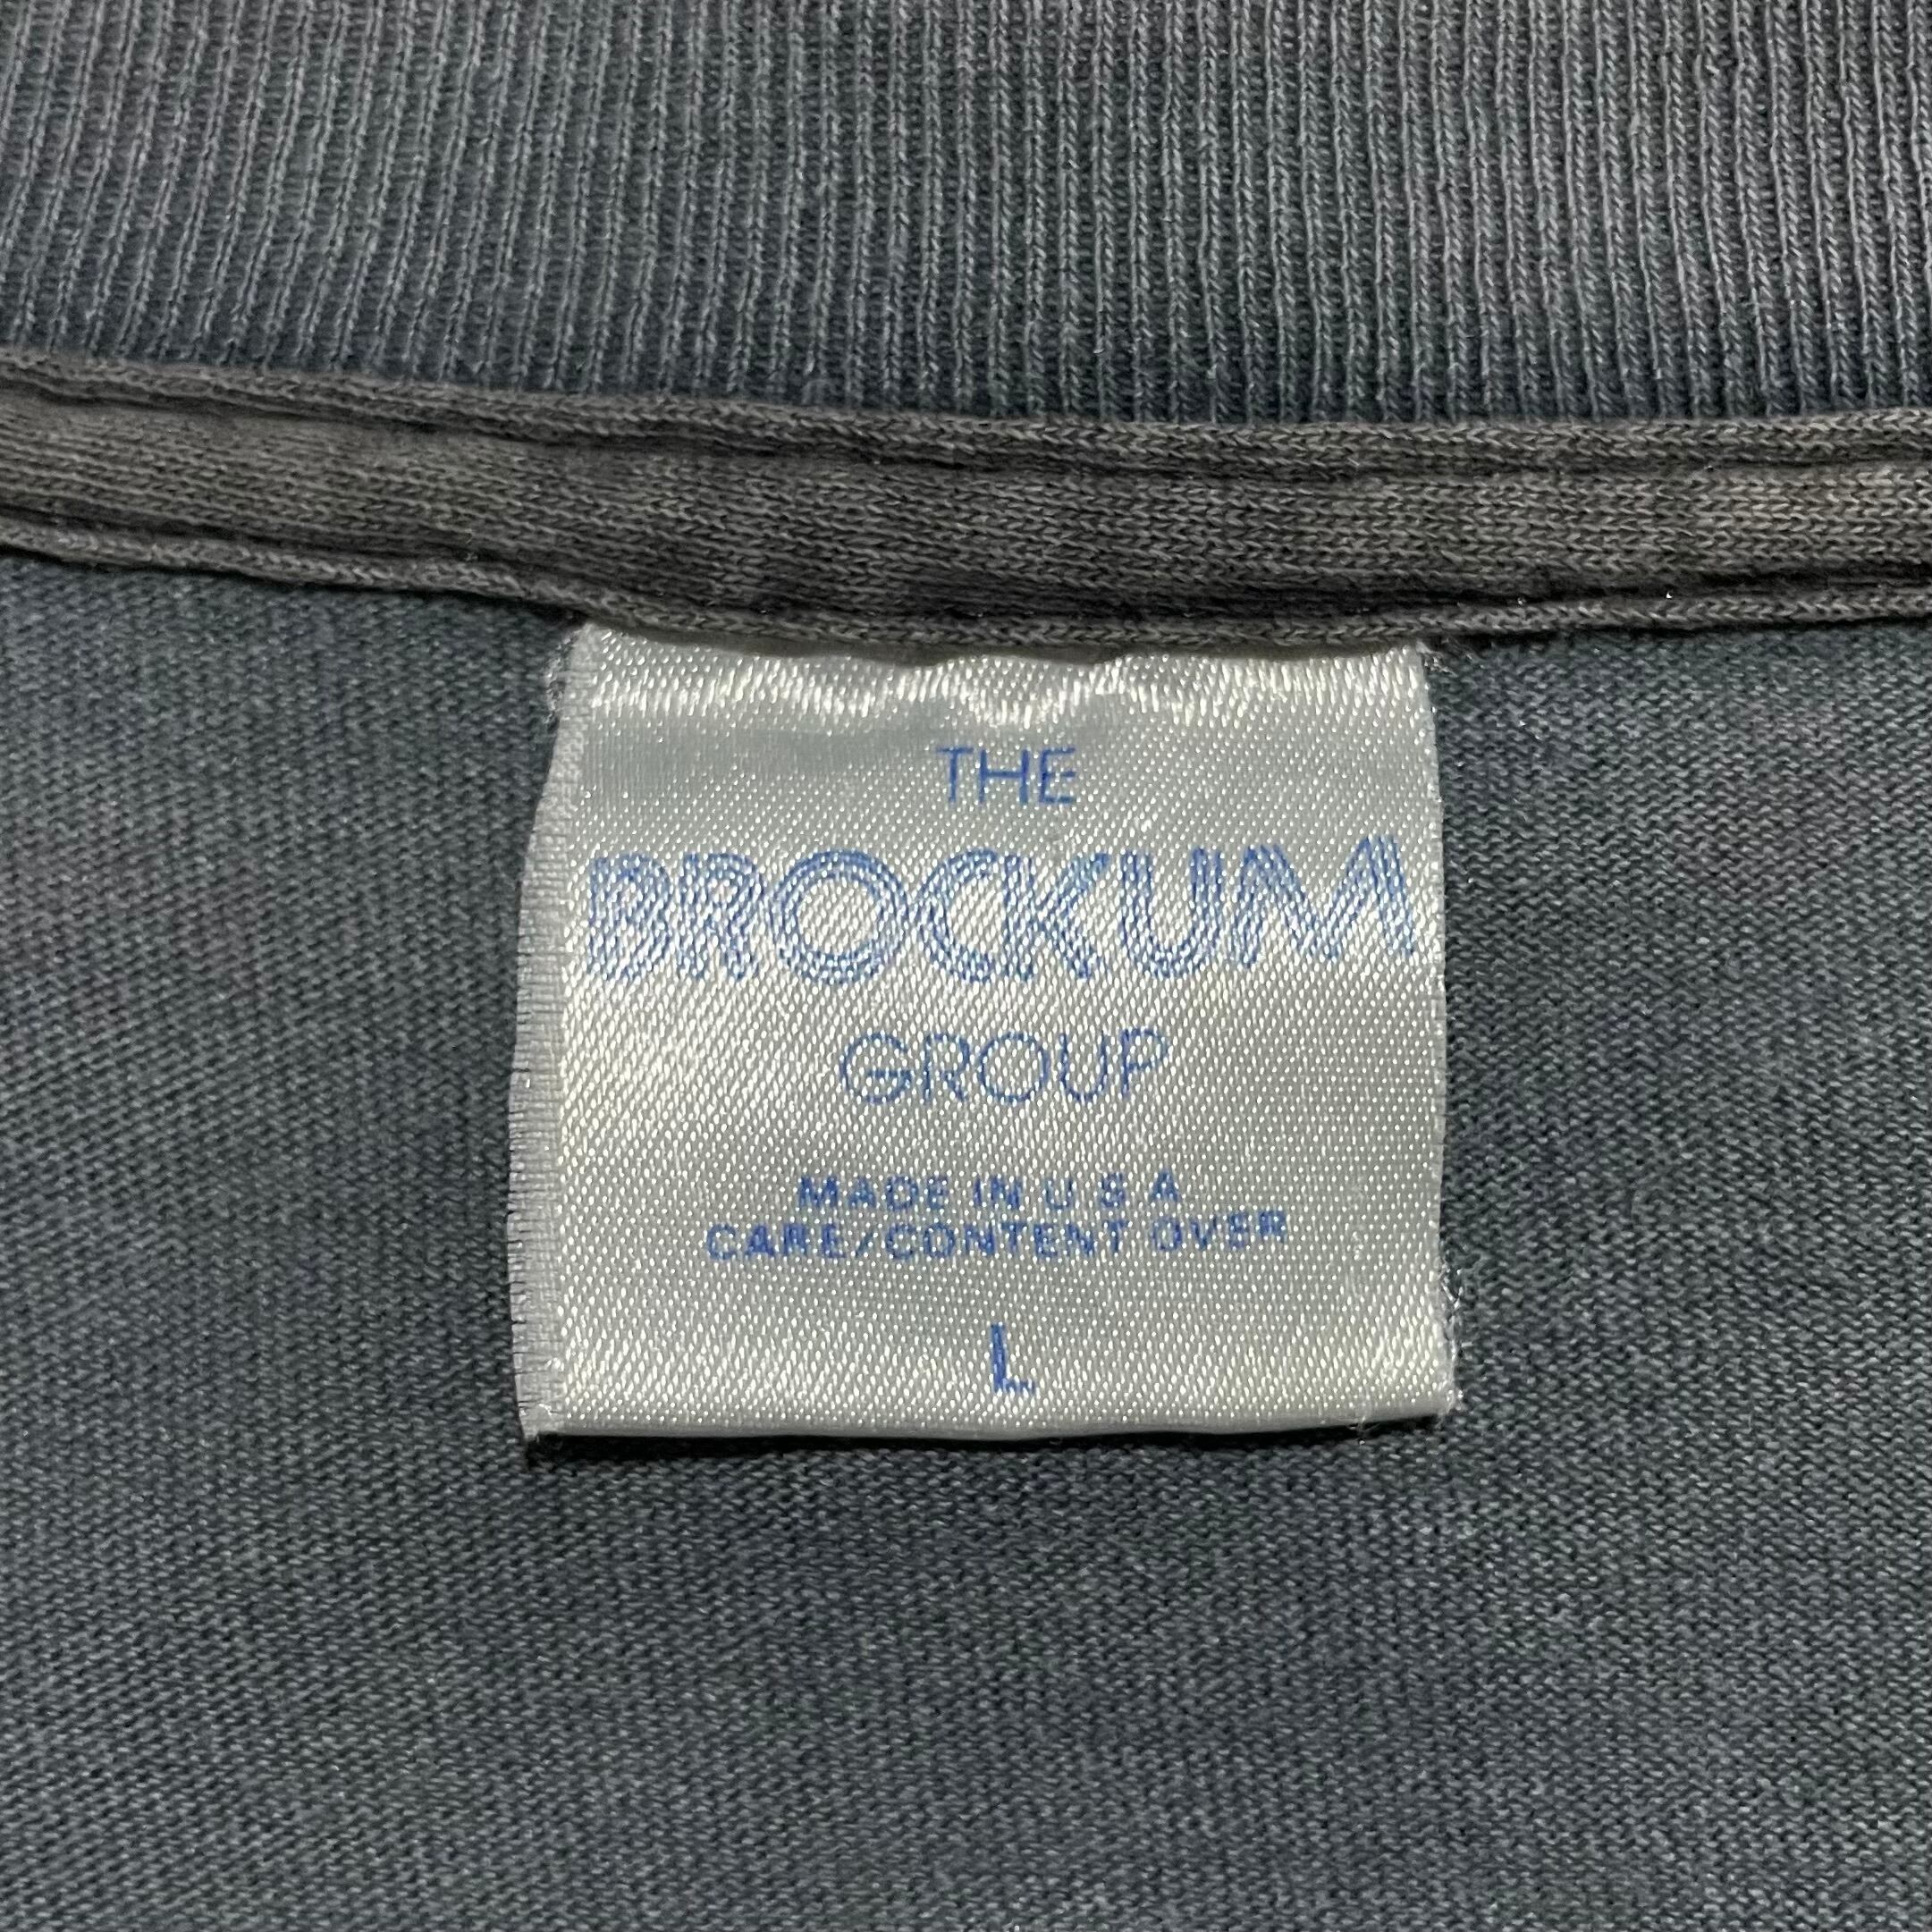 THE
BROCKUM
GROUP
MADE IN U S A
CARE/CONTENT OVER
L